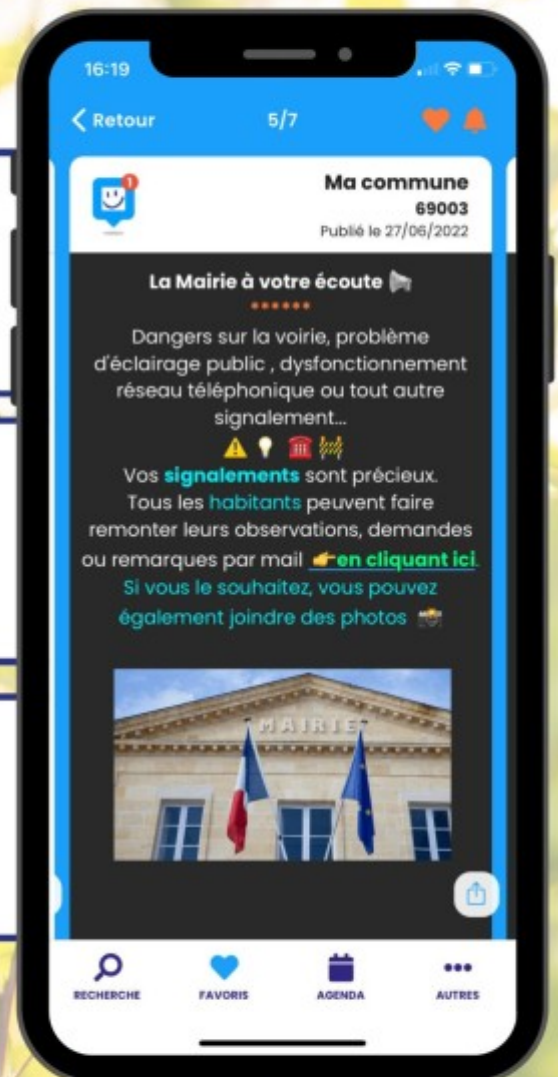 16:19
Retour
5/7
1
Ma commune
69003
Publié le 27/06/2022
La Mairie à votre écoute
Dangers sur la voirie, problème
d'éclairage public , dysfonctionnement
réseau téléphonique ou tout autre
signalement...
Vos signalements sont précieux.
Tous les habitants peuvent faire
remonter leurs observations, demandes
ou remarques par mail 👉en cliquant ici.
Si vous le souhaitez, vous pouvez
également joindre des photos
MAIRIE
RECHERCHE
FAVORIS
AGENDA
AUTRES